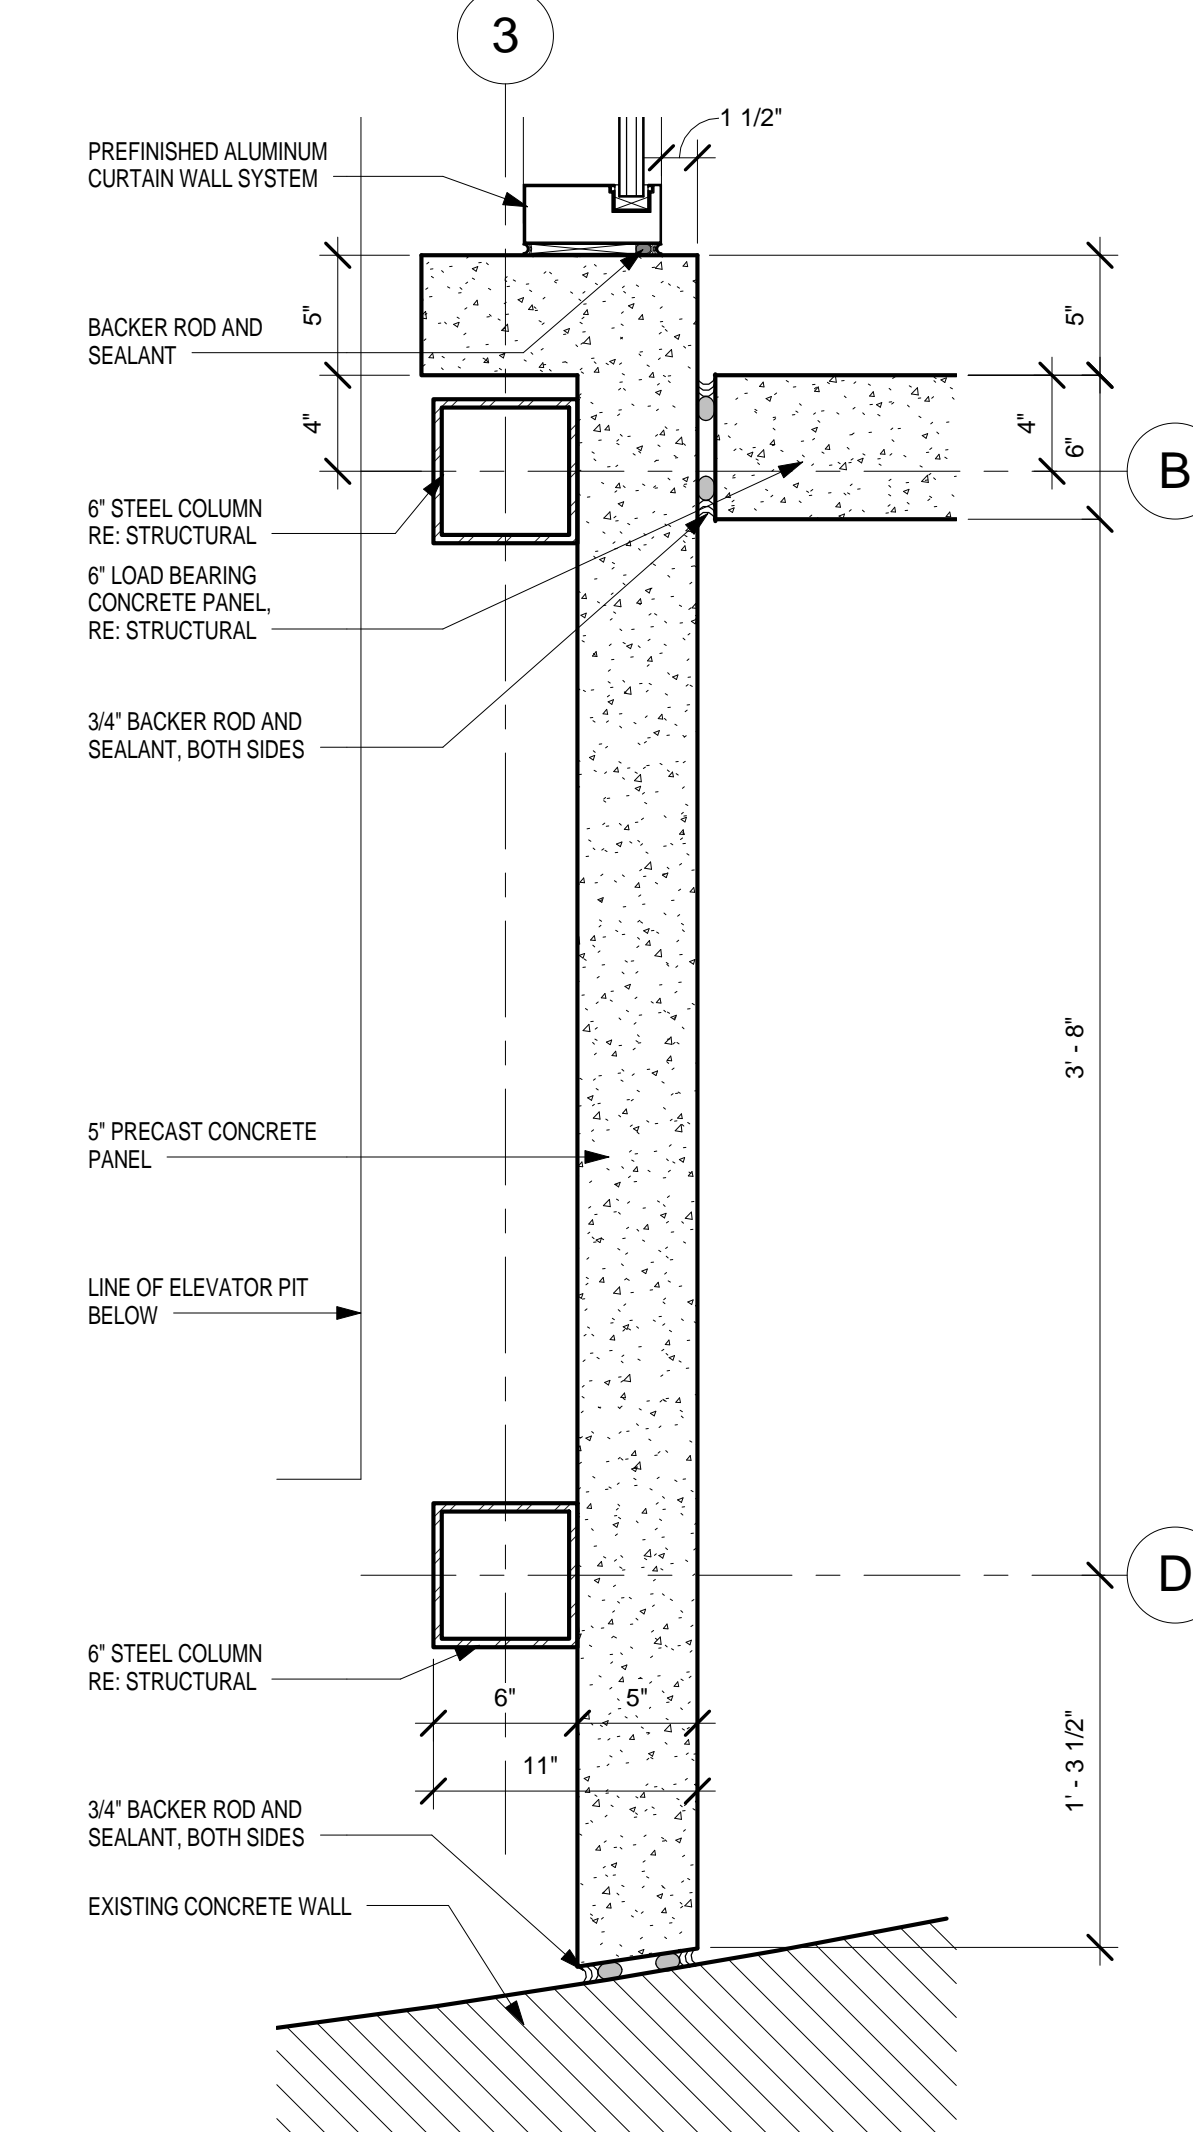 3
1 1/2"
PREFINISHED ALUMINUM
CURTAIN WALL SYSTEM
5"
5"
BACKER ROD AND
SEALANT
4"
4"
6"
B
6" STEEL COLUMN
RE: STRUCTURAL
6" LOAD BEARING
CONCRETE PANEL,
RE: STRUCTURAL
3/4" BACKER ROD AND
SEALANT, BOTH SIDES
3' - 8"
5" PRECAST CONCRETE
PANEL
LINE OF ELEVATOR PIT
BELOW
D
6" STEEL COLUMN
RE: STRUCTURAL
6"
5"
11"
1' - 3 1/2"
3/4" BACKER ROD AND
SEALANT, BOTH SIDES
EXISTING CONCRETE WALL